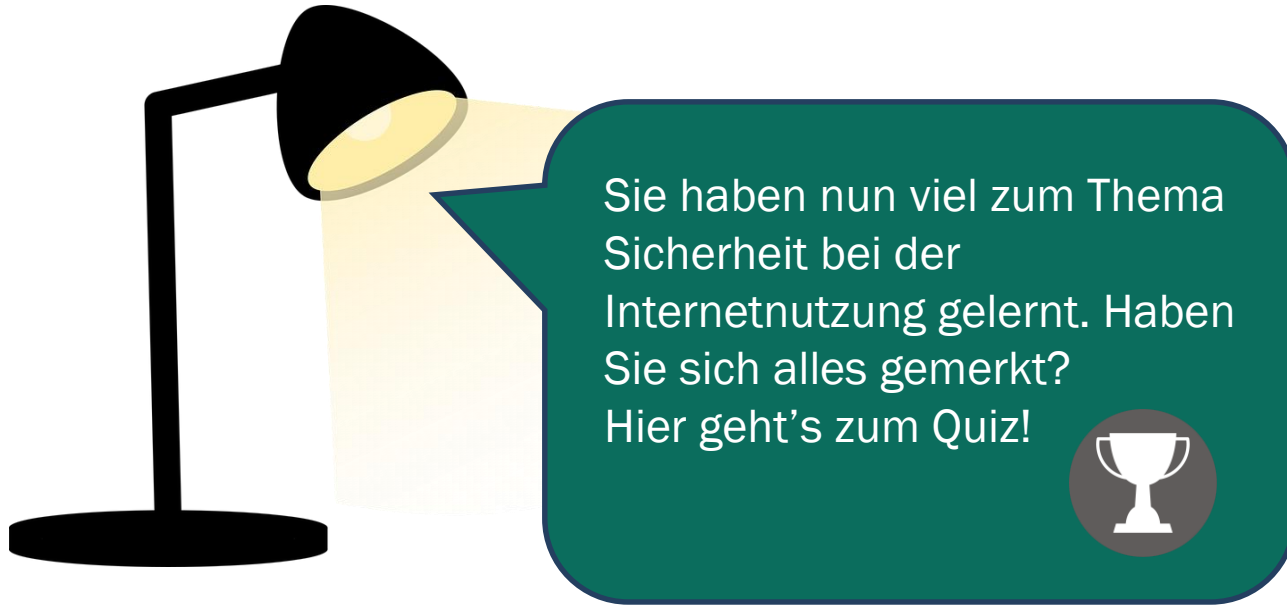 Sie haben nun viel zum Thema
Sicherheit bei der
Internetnutzung gelernt. Haben
Sie sich alles gemerkt?
Hier geht’s zum Quiz!